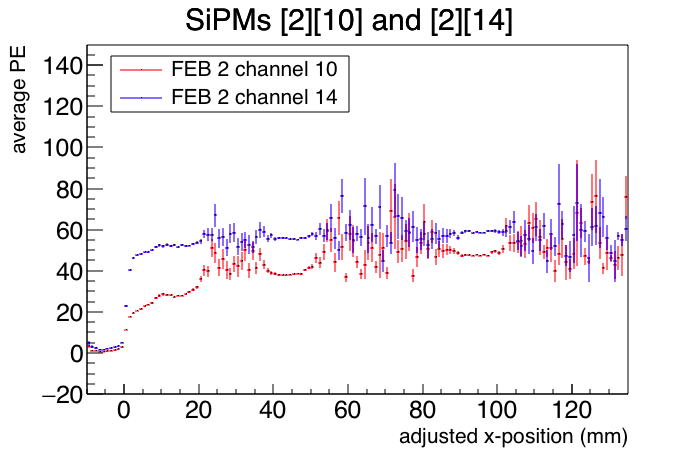 SiPMs [2][10] and [2][14]
average PE
FEB 2 channel 10
FEB 2 channel 14
140
120
100
80
60
40
20
0
−20
0 20 40 60 80 100 120
adjusted x-position (mm)